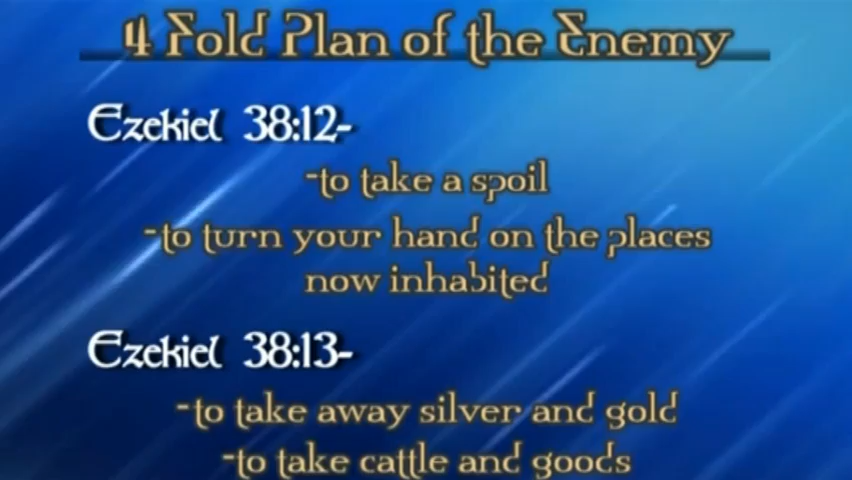 4 Fold Plan of the Enemy
Ezekiel 38:12-
-to take a spoil
-to turn your hand on the places
now inhabited
Ezekiel 38:13-
-to take away silver and gold
-to take cattle and goods